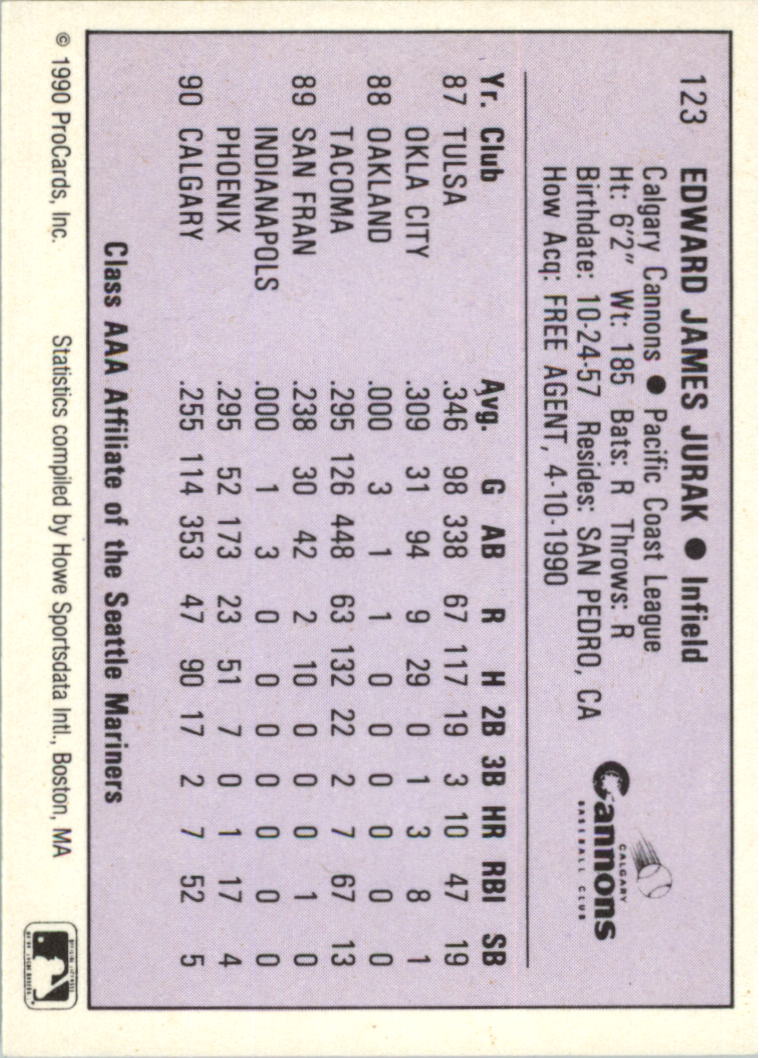 123 EDWARD JAMES JURAK ● Infield
Calgary Cannons ● Pacific Coast League
Ht: 6'2" Wt: 185 Bats: R Throws: R
Birthdate: 10-24-57 Resides: SAN PEDRO, CA
How Acq: FREE AGENT, 4-10-1990
CALGARY
Cannons
BASEBALL CLUB
Yr. Club Avg. G AB R H 2B 3B HR RBI SB
87 TULSA .346 98 338 67 117 19 3 10 47 19
OKLA CITY .309 31 94 9 29 0 1 3 8 1
88 OAKLAND .000 3 1 1 0 0 0 0 0 0
TACOMA .295 126 448 63 132 22 2 7 67 13
89 SAN FRAN .238 30 42 2 10 0 0 0 1 0
INDIANAPOLS .000 1 3 0 0 0 0 0 0 0
PHOENIX .295 52 173 23 51 7 0 1 17 4
90 CALGARY .255 114 353 47 90 17 2 7 52 5
Class AAA Affiliate of the Seattle Mariners
© 1990 ProCards, Inc. Statistics compiled by Howe Sportsdata Intl., Boston, MA